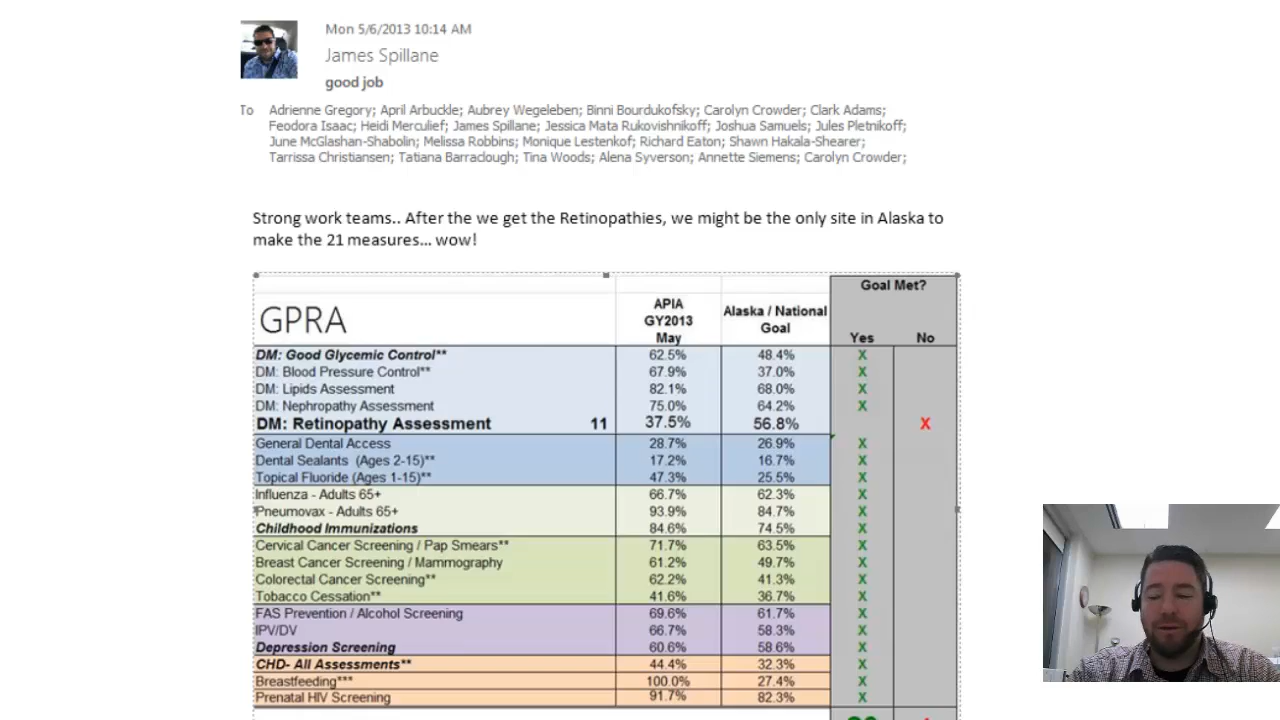 Mon 5/6/2013 10:14 AM
James Spillane
good job
To Adrienne Gregory; April Arbuckle; Aubrey Wegeleben; Binni Bourdukofsky; Carolyn Crowder; Clark Adams;
Feodora Isaac; Heidi Merculief; James Spillane; Jessica Mata Rukovishnikoff; Joshua Samuels; Jules Pletnikoff;
June McGlashan-Shabolin; Melissa Robbins; Monique Lestenkof; Richard Eaton; Shawn Hakala-Shearer;
Tarrissa Christiansen; Tatiana Barraclough; Tina Woods; Alena Syverson; Annette Siemens; Carolyn Crowder;
Strong work teams.. After the we get the Retinopathies, we might be the only site in Alaska to
make the 21 measures... wow!
Goal Met?
GPRA APIA GY2013 May Alaska / National Goal Yes No
DM: Good Glycemic Control** 62.5% 48.4% X
DM: Blood Pressure Control** 67.9% 37.0% X
DM: Lipids Assessment 82.1% 68.0% X
DM: Nephropathy Assessment 75.0% 64.2% X
DM: Retinopathy Assessment 11 37.5% 56.8% X
General Dental Access 28.7% 26.9% X
Dental Sealants (Ages 2-15)** 17.2% 16.7% X
Topical Fluoride (Ages 1-15)** 47.3% 25.5% X
Influenza - Adults 65+ 66.7% 62.3% X
Pneumovax - Adults 65+ 93.9% 84.7% X
Childhood Immunizations 84.6% 74.5% X
Cervical Cancer Screening / Pap Smears** 71.7% 63.5% X
Breast Cancer Screening / Mammography 61.2% 49.7% X
Colorectal Cancer Screening** 62.2% 41.3% X
Tobacco Cessation** 41.6% 36.7% X
FAS Prevention / Alcohol Screening 69.6% 61.7% X
IPV/DV 66.7% 58.3% X
Depression Screening 60.6% 58.6% X
CHD- All Assessments** 44.4% 32.3% X
Breastfeeding*** 100.0% 27.4% X
Prenatal HIV Screening 91.7% 82.3% X